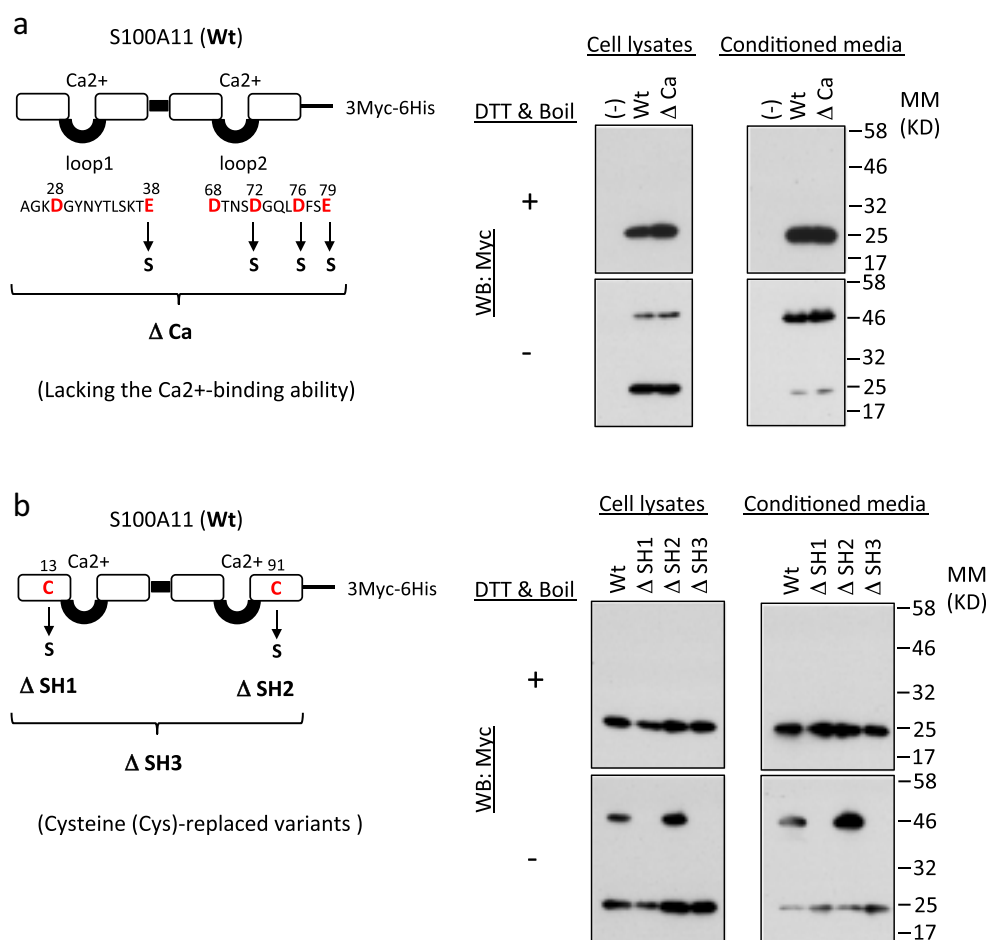 a
S100A11 (Wt)
Ca2+ Ca2+
3Myc-6His
loop1 loop2
28 38 68 72 76 79
AGKDGYNYTLSKTE DTNSDGQLDFSE
S S S S
Δ Ca
(Lacking the Ca2+-binding ability)
Cell lysates Conditioned media
(-) Wt Δ Ca (-) Wt Δ Ca
DTT & Boil
MM
(KD)
+
-
WB: Myc
58
46
32
25
17
58
46
32
25
17
b
S100A11 (Wt)
13 Ca2+ Ca2+ 91
C C
3Myc-6His
S S
Δ SH1 Δ SH2
Δ SH3
(Cysteine (Cys)-replaced variants )
Cell lysates Conditioned media
Wt Δ SH1 Δ SH2 Δ SH3 Wt Δ SH1 Δ SH2 Δ SH3
DTT & Boil
MM
(KD)
+
-
WB: Myc
58
46
32
25
17
58
46
32
25
17